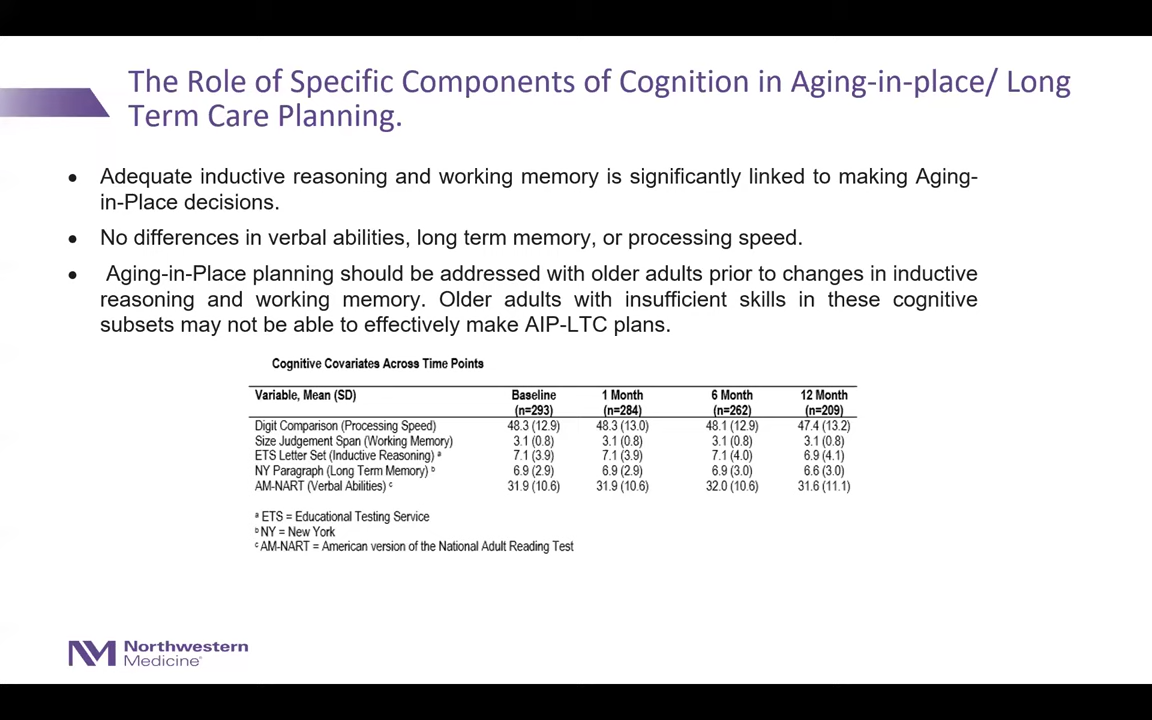 The Role of Specific Components of Cognition in Aging-in-place/ Long
Term Care Planning.
• Adequate inductive reasoning and working memory is significantly linked to making Aging-
in-Place decisions.
• No differences in verbal abilities, long term memory, or processing speed.
• Aging-in-Place planning should be addressed with older adults prior to changes in inductive
reasoning and working memory. Older adults with insufficient skills in these cognitive
subsets may not be able to effectively make AIP-LTC plans.
Cognitive Covariates Across Time Points
Variable, Mean (SD) Baseline 1 Month 6 Month 12 Month
(n=293) (n=284) (n=262) (n=209)
Digit Comparison (Processing Speed) 48.3 (12.9) 48.3 (13.0) 48.1 (12.9) 47.4 (13.2)
Size Judgement Span (Working Memory) 3.1 (0.8) 3.1 (0.8) 3.1 (0.8) 3.1 (0.8)
ETS Letter Set (Inductive Reasoning) ᵃ 7.1 (3.9) 7.1 (3.9) 7.1 (4.0) 6.9 (4.1)
NY Paragraph (Long Term Memory) ᵇ 6.9 (2.9) 6.9 (2.9) 6.9 (3.0) 6.6 (3.0)
AM-NART (Verbal Abilities) ᶜ 31.9 (10.6) 31.9 (10.6) 32.0 (10.6) 31.6 (11.1)
ᵃ ETS = Educational Testing Service
ᵇ NY = New York
ᶜ AM-NART = American version of the National Adult Reading Test
NM Northwestern
Medicine®